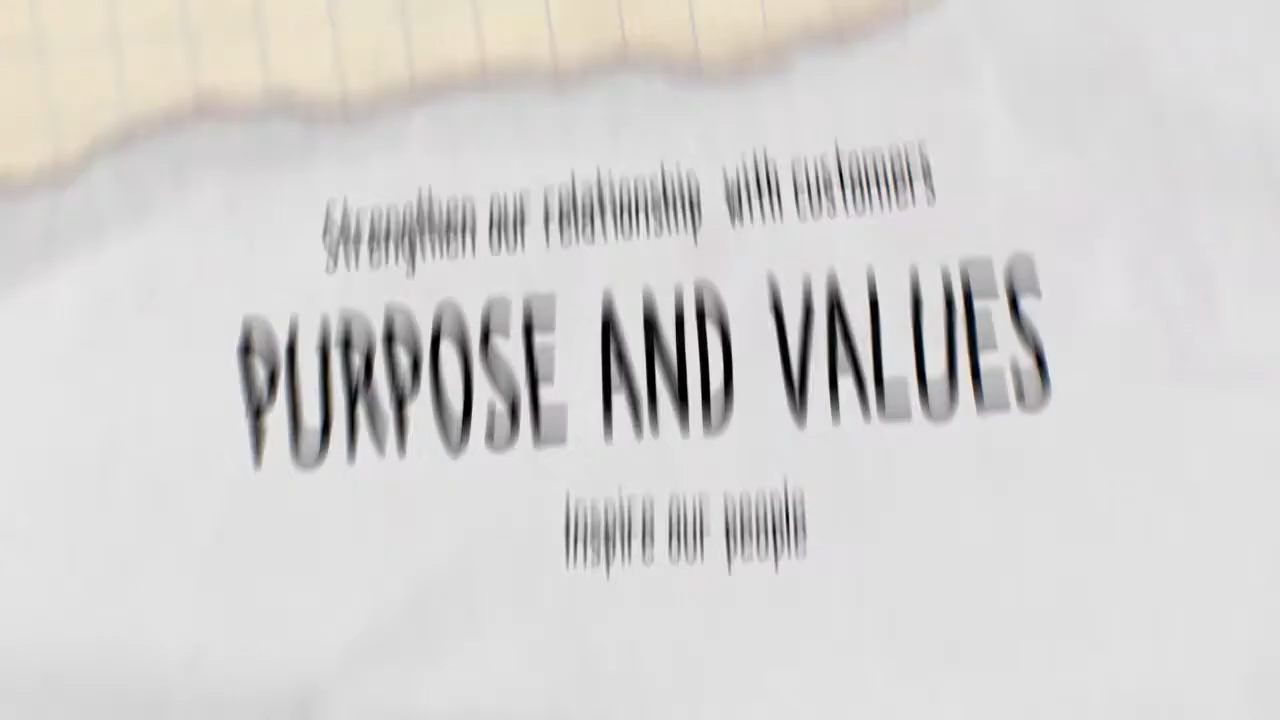 Strengthen our relationship with customers
PURPOSE AND VALUES
Inspire our people